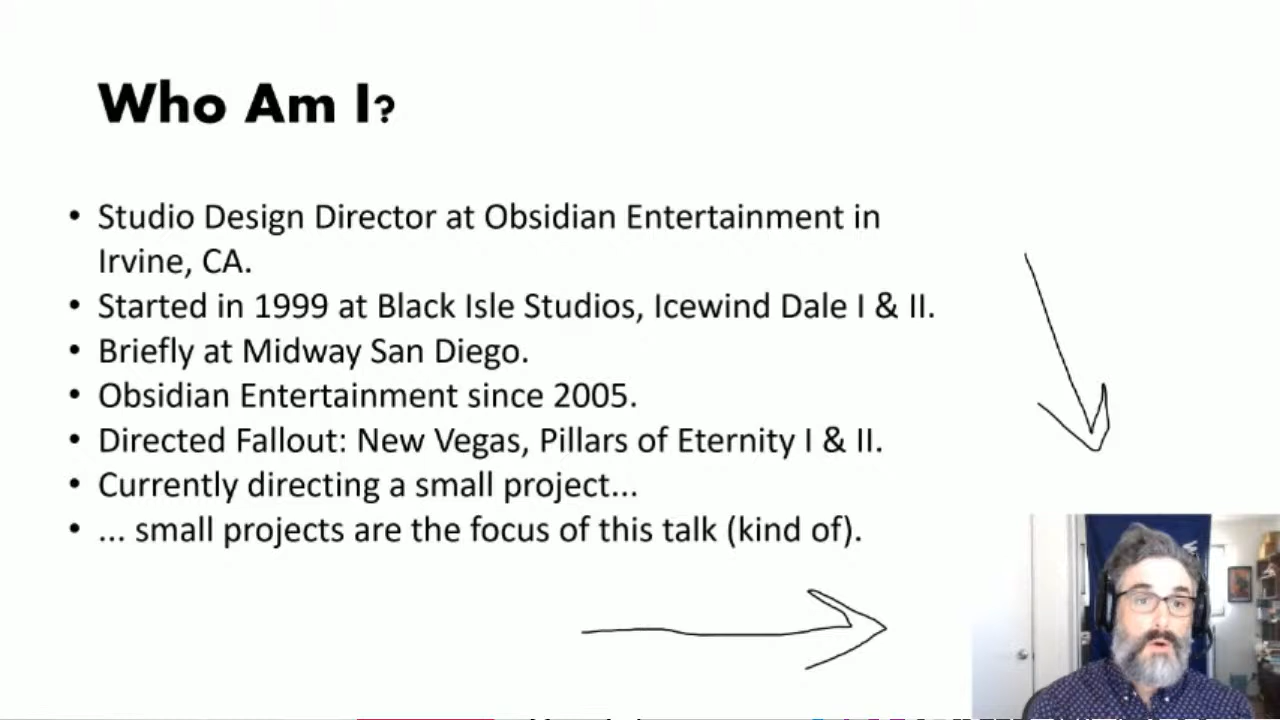 Who Am I?
• Studio Design Director at Obsidian Entertainment in
Irvine, CA.
• Started in 1999 at Black Isle Studios, Icewind Dale I & II.
• Briefly at Midway San Diego.
• Obsidian Entertainment since 2005.
• Directed Fallout: New Vegas, Pillars of Eternity I & II.
• Currently directing a small project...
• ... small projects are the focus of this talk (kind of).